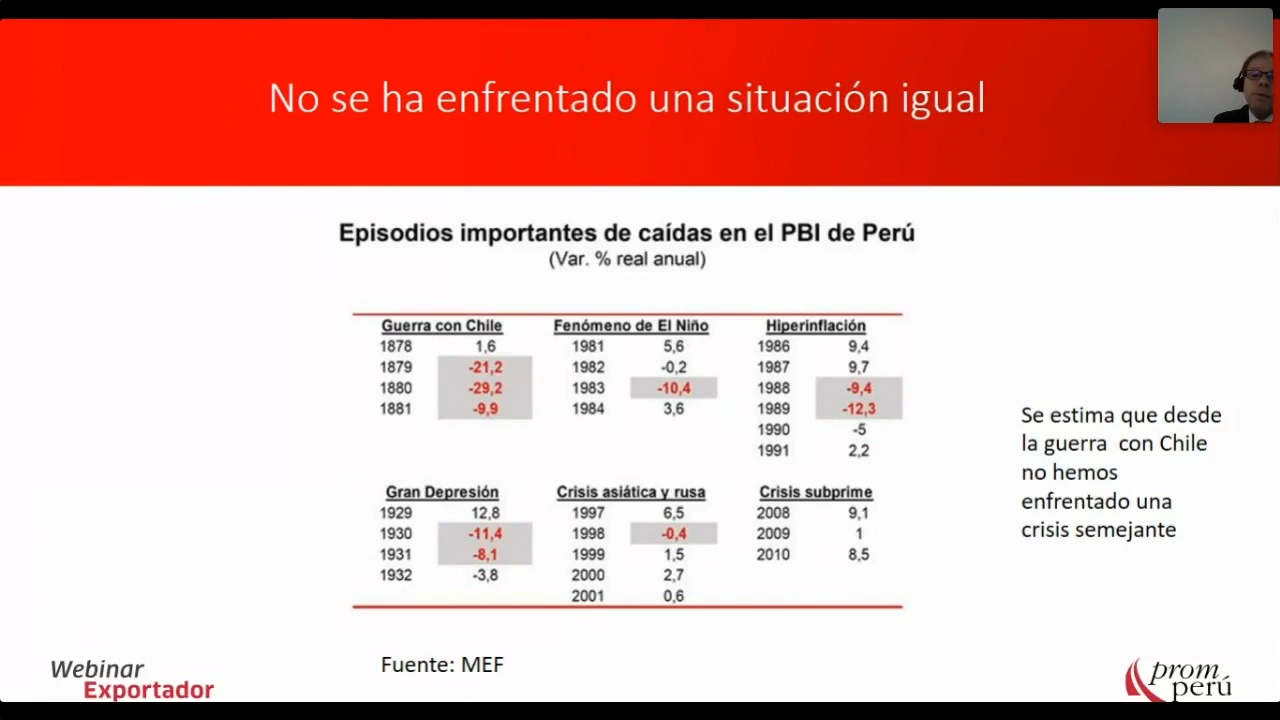 No se ha enfrentado una situación igual
Episodios importantes de caídas en el PBI de Perú
(Var. % real anual)
Guerra con Chile
1878 1,6
1879 -21,2
1880 -29,2
1881 -9,9
Fenómeno de El Niño
1981 5,6
1982 -0,2
1983 -10,4
1984 3,6
Hiperinflación
1986 9,4
1987 9,7
1988 -9,4
1989 -12,3
1990 -5
1991 2,2
Gran Depresión
1929 12,8
1930 -11,4
1931 -8,1
1932 -3,8
Crisis asiática y rusa
1997 6,5
1998 -0,4
1999 1,5
2000 2,7
2001 0,6
Crisis subprime
2008 9,1
2009 1
2010 8,5
Se estima que desde
la guerra con Chile
no hemos
enfrentado una
crisis semejante
Fuente: MEF
Webinar
Exportador
prom
perú